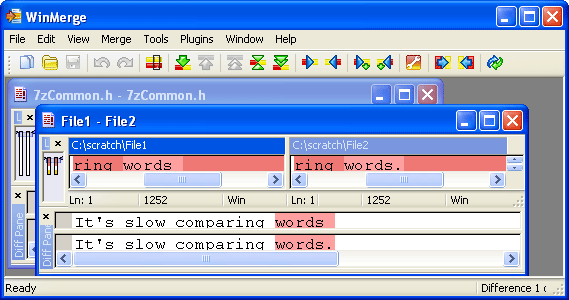 WinMerge
File Edit View Merge Tools Plugins Window Help
7zCommon.h - 7zCommon.h
File1 - File2
C:\scratch\File1 C:\scratch\File2
ring words ring words.
Ln: 1 1252 Win Ln: 1 1252 Win
Diff Pane
Diff Pane
It's slow comparing words
It's slow comparing words.
Ready Difference 1